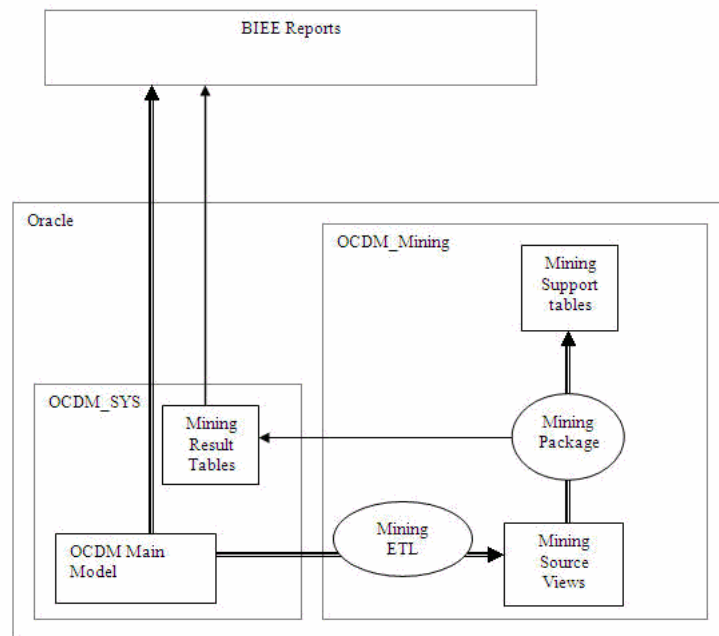 BIEE Reports
Oracle
OCDM_Mining
Mining
Support
tables
OCDM_SYS
Mining
Result
Tables
Mining
Package
Mining
ETL
OCDM Main
Model
Mining
Source
Views